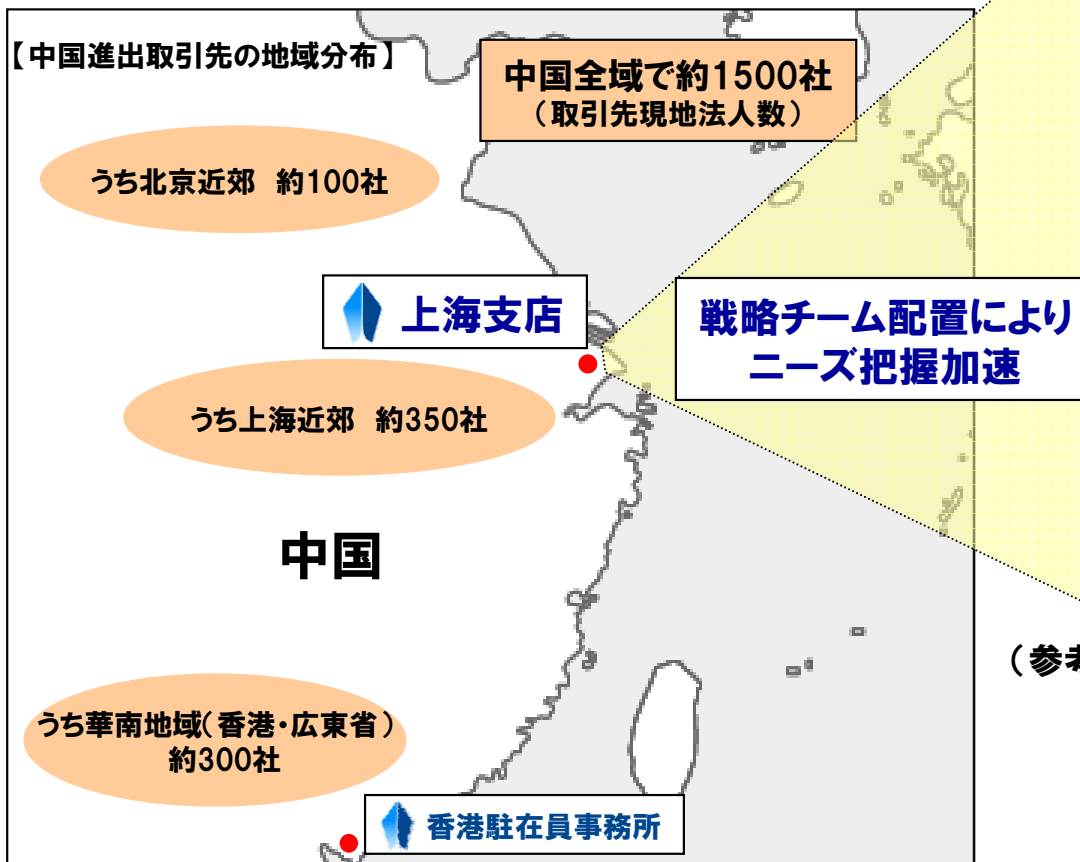 【中国進出取引先の地域分布】
中国全域で約1500社
（取引先現地法人数）
うち北京近郊 約100社
上海支店
戦略チーム配置により
ニーズ把握加速
うち上海近郊 約350社
中国
（参考
うち華南地域（香港・広東省）
約300社
香港駐在員事務所